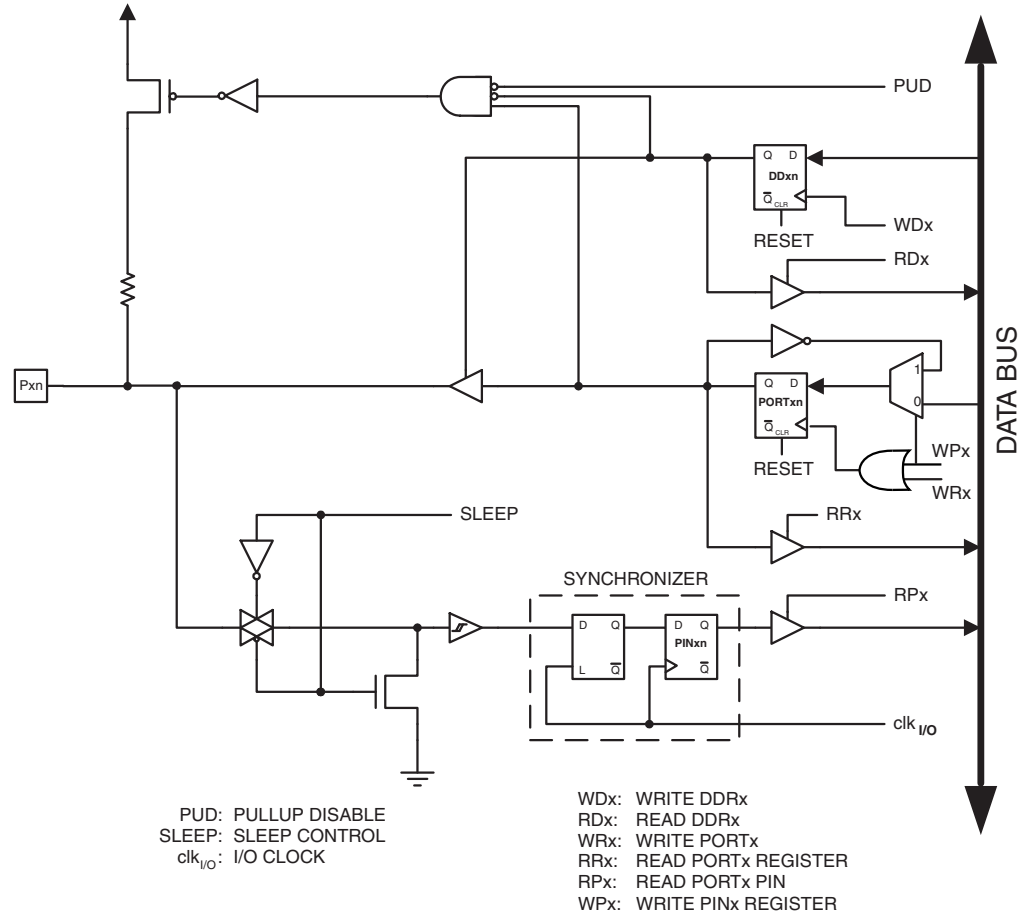 PUD
Q D
DDxn
Q CLR
WDx
RESET
RDx
Pxn
1
Q D
PORTxn
0
Q CLR
WPx
RESET
WRx
DATA BUS
SLEEP
RRx
SYNCHRONIZER
RPx
D Q
D Q
PINxn
L Q
Q
clk I/O
PUD: PULLUP DISABLE
SLEEP: SLEEP CONTROL
clkI/O: I/O CLOCK
WDx: WRITE DDRx
RDx: READ DDRx
WRx: WRITE PORTx
RRx: READ PORTx REGISTER
RPx: READ PORTx PIN
WPx: WRITE PINx REGISTER